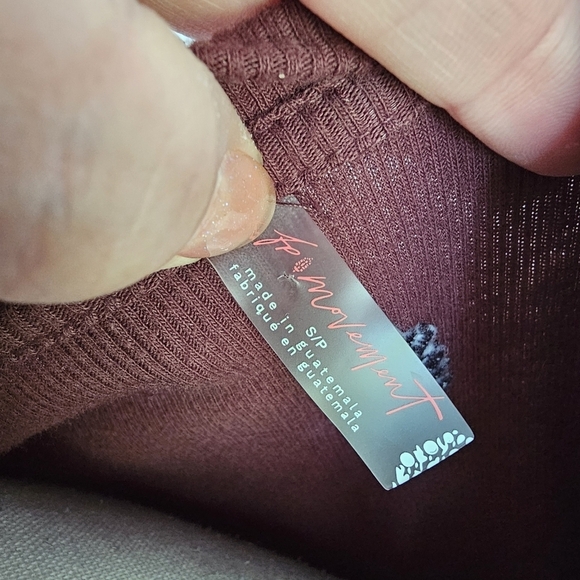 fp movement
S/P
made in guatemala
fabriqué en guatemala